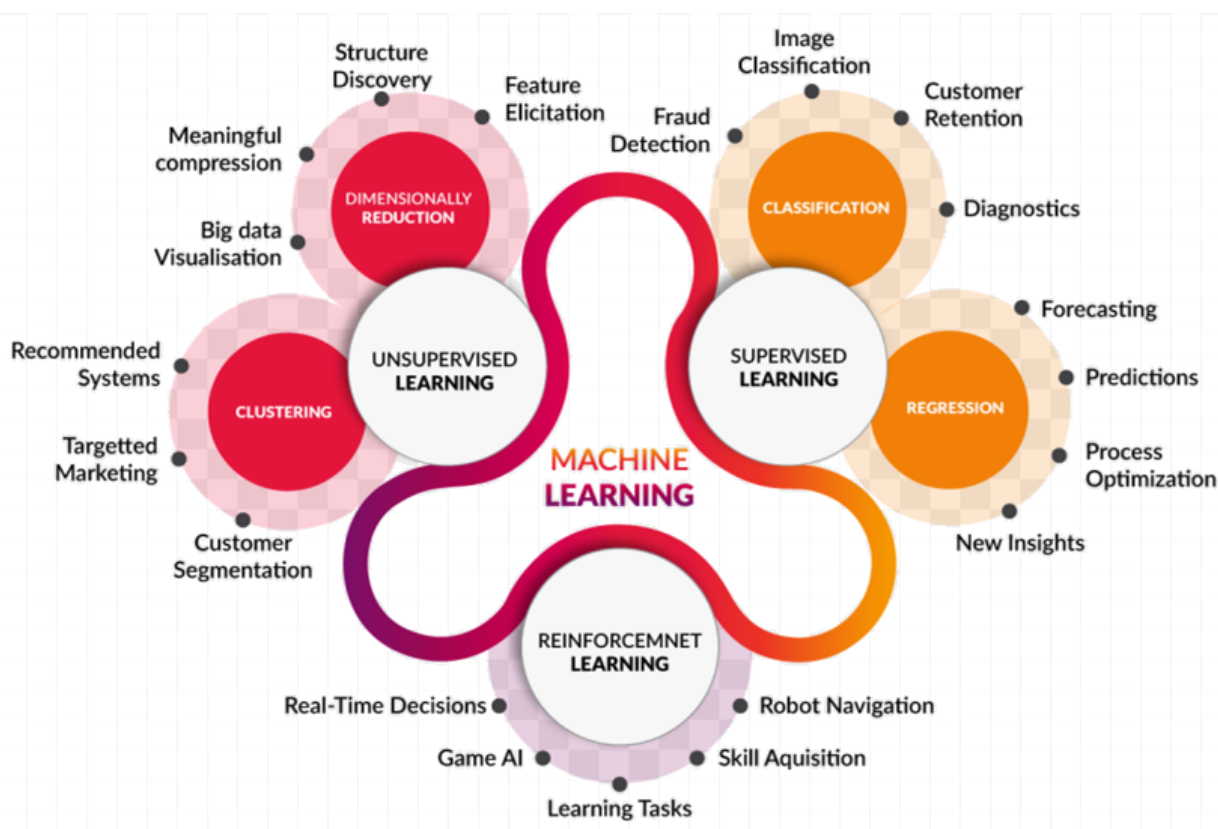 Structure
Discovery
Feature
Elicitation
Meaningful
compression
Big data
Visualisation
DIMENSIONALLY
REDUCTION
Recommended
Systems
Targetted
Marketing
Customer
Segmentation
CLUSTERING
UNSUPERVISED
LEARNING
Image
Classification
Fraud
Detection
Customer
Retention
Diagnostics
CLASSIFICATION
SUPERVISED
LEARNING
Forecasting
Predictions
Process
Optimization
New Insights
REGRESSION
MACHINE
LEARNING
REINFORCEMNET
LEARNING
Real-Time Decisions
Game AI
Learning Tasks
Skill Aquisition
Robot Navigation